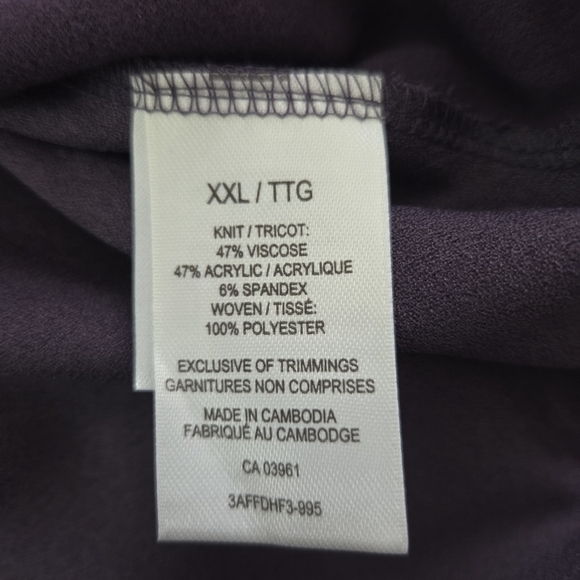 XXL / TTG
KNIT / TRICOT:
47% VISCOSE
47% ACRYLIC / ACRYLIQUE
6% SPANDEX
WOVEN / TISSÉ:
100% POLYESTER
EXCLUSIVE OF TRIMMINGS
GARNITURES NON COMPRISES
MADE IN CAMBODIA
FABRIQUÉ AU CAMBODGE
CA 03961
3AFFDHF3-995